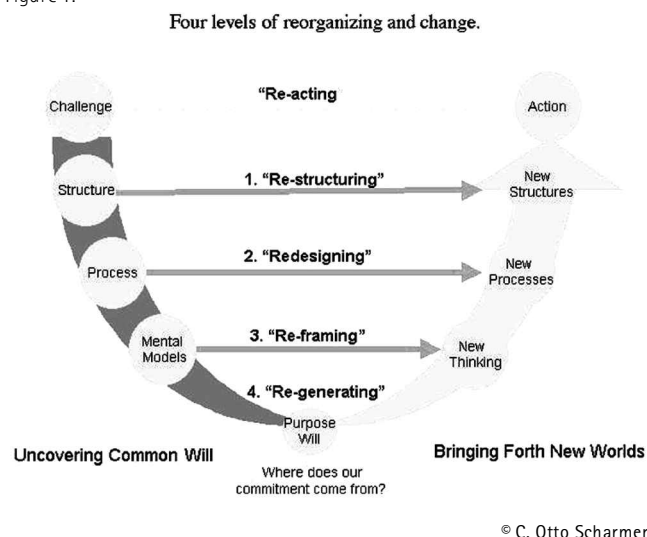 Figure 1.
Four levels of reorganizing and change.
Challenge
"Re-acting
Action
Structure
1. "Re-structuring"
New
Structures
Process
2. "Redesigning"
New
Processes
Mental
Models
3. "Re-framing"
New
Thinking
4. "Re-generating"
Purpose
Will
Uncovering Common Will
Bringing Forth New Worlds
Where does our
commitment come from?
© C. Otto Scharmer